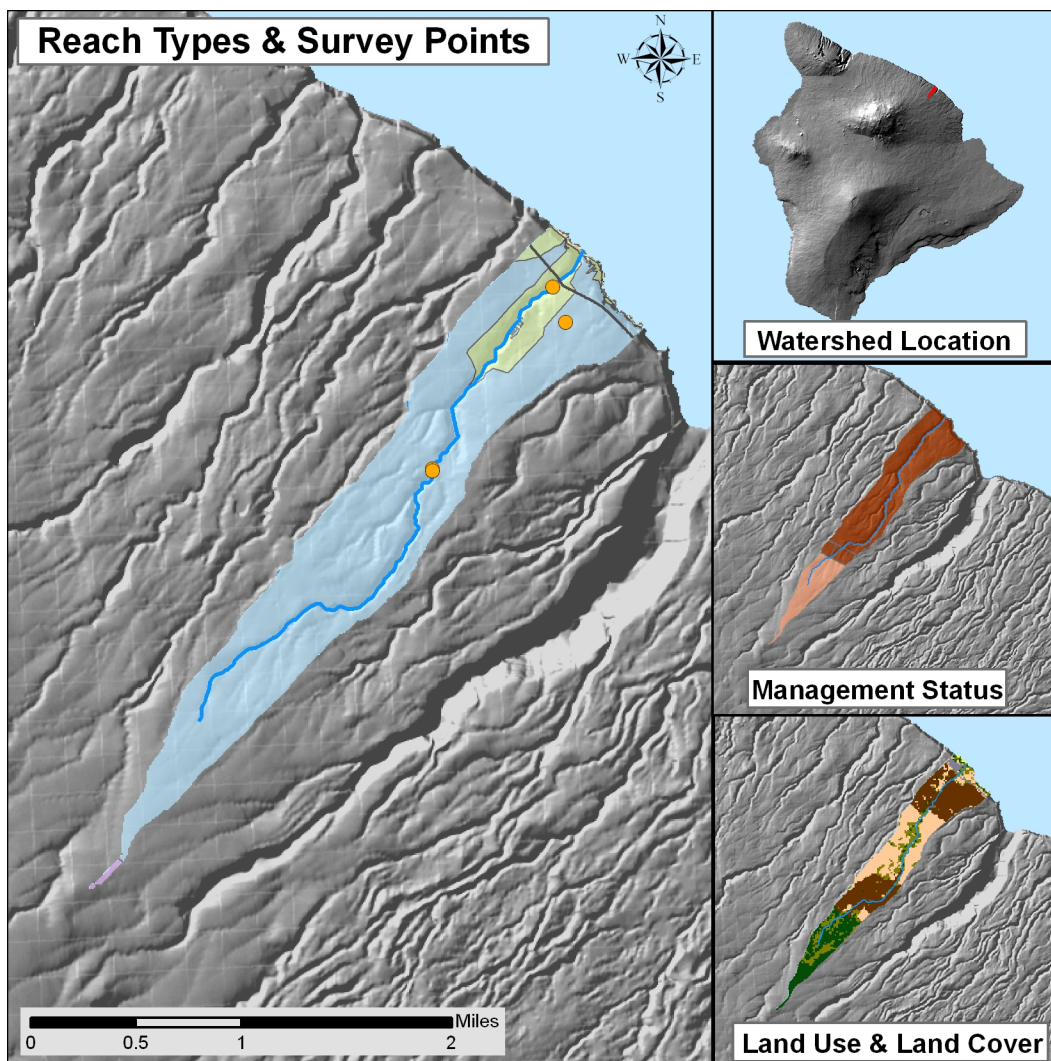 Reach Types & Survey Points
N
W E
S
Watershed Location
Management Status
Land Use & Land Cover
Miles
0 0.5 1 2